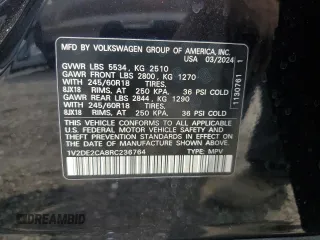 MFD. BY VOLKSWAGEN GROUP OF AMERICA, INC.
USA 03/2024
GVWR LBS 5534, KG 2510
GAWR FRONT LBS 2800, KG 1270
WITH 245/60R18 TIRES,
8JX18 RIMS, AT 250 KPA, 36 PSI COLD
GAWR REAR LBS 2844, KG 1290
WITH 245/60R18 TIRES,
8JX18 RIMS, AT 250 KPA, 36 PSI COLD
THIS VEHICLE CONFORMS TO ALL
APPLICABLE FEDERAL MOTOR VEHICLE
SAFETY AND THEFT PREVENTION
STANDARDS IN EFFECT ON THE DATE OF
MANUFACTURE SHOWN ABOVE.
1V2DE2CA8RC236764 TYPE: MPV
1130761 1
BIDFAX